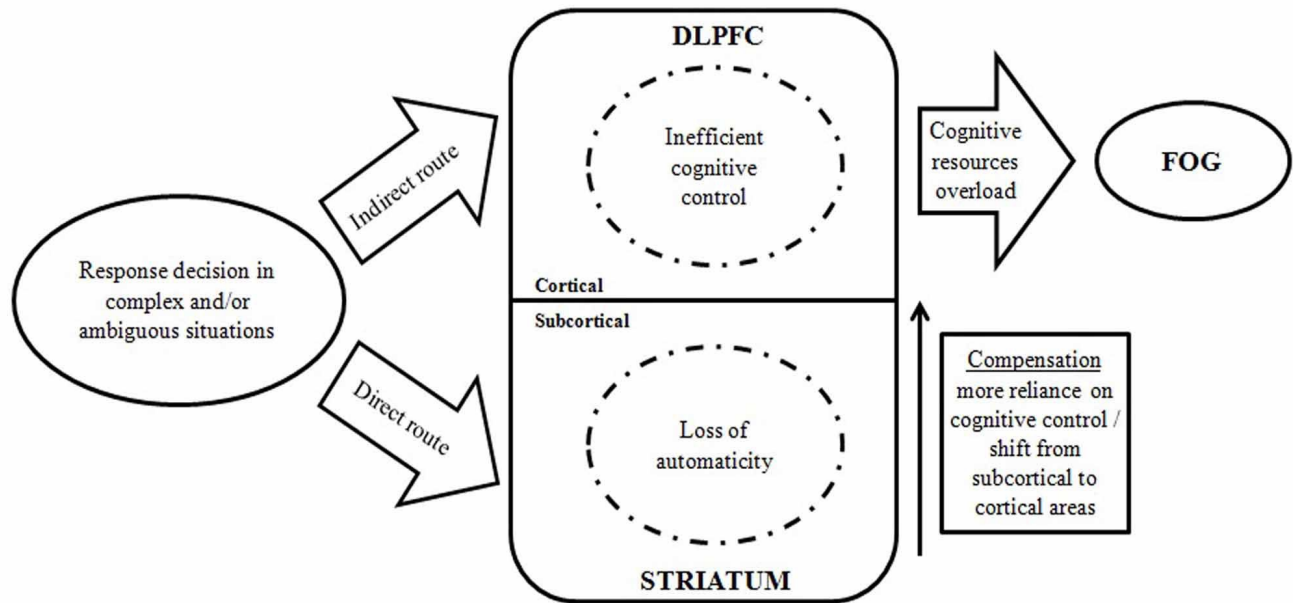 Response decision in
complex and/or
ambiguous situations
Indirect route
Direct route
DLPFC
Inefficient
cognitive
control
Cortical
Subcortical
Loss of
automaticity
STRIATUM
Cognitive
resources
overload
FOG
Compensation
more reliance on
cognitive control /
shift from
subcortical to
cortical areas